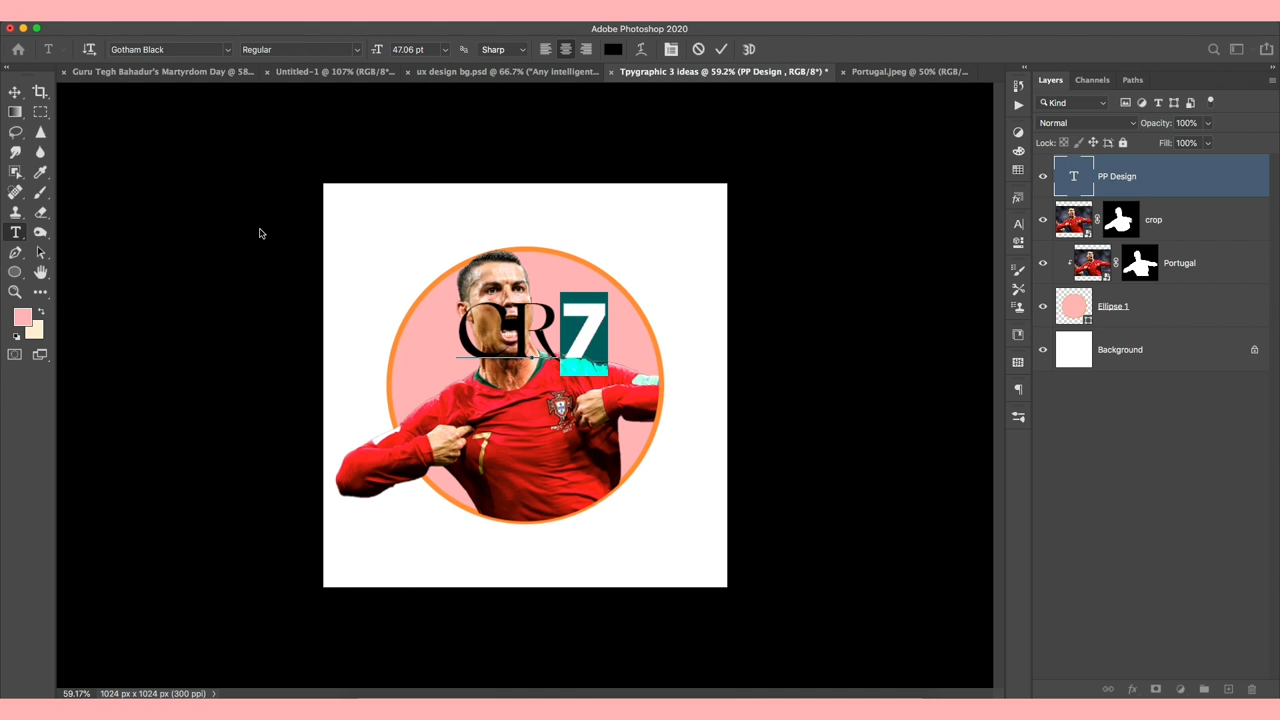 Adobe Photoshop 2020
Gotham Black Regular 47.06 pt Sharp 3D
Guru Tegh Bahadur's Martyrdom Day @ 58... Untitled-1 @ 107% (RGB/8*... ux design bg.psd @ 66.7% ("Any intelligent... Tpygraphic 3 ideas @ 59.2% (PP Design , RGB/8*) * Portugal.jpeg @ 50% (RGB/...
Layers Channels Paths
Kind
Normal Opacity: 100%
Lock: Fill: 100%
PP Design
crop
Portugal
Ellipse 1
Background
CR7
7
59.17% 1024 px x 1024 px (300 ppi)